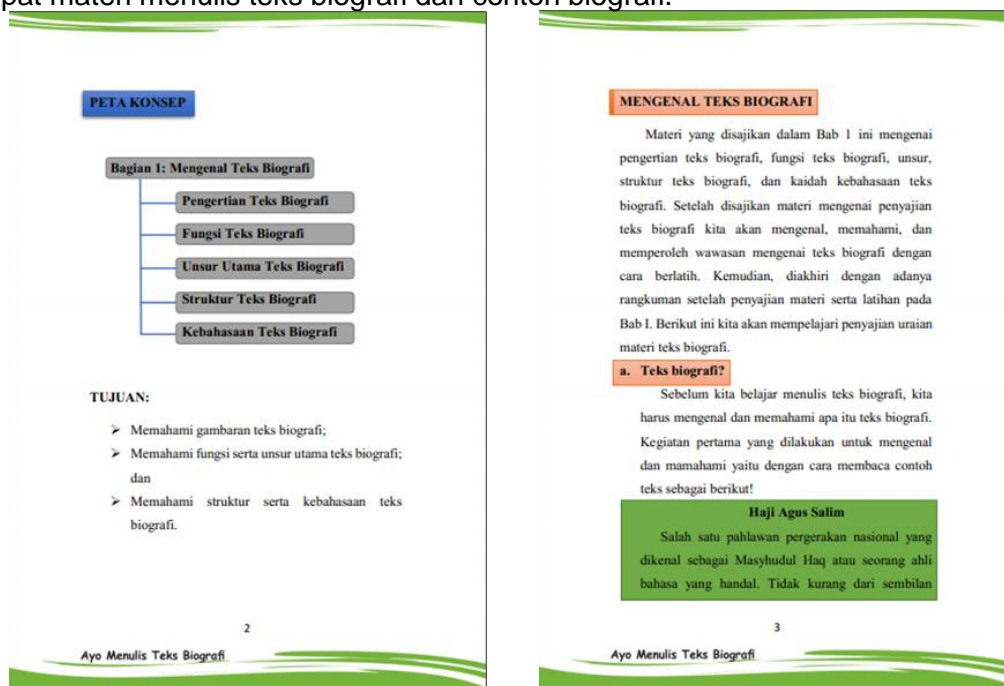 materi menulis teks biografi dan contoh biografi.
PETA KONSEP
Bagian 1: Mengenal Teks Biografi
Pengertian Teks Biografi
Fungsi Teks Biografi
Unsur Utama Teks Biografi
Struktur Teks Biografi
Kebahasaan Teks Biografi
TUJUAN:
➢ Memahami gambaran teks biografi;
➢ Memahami fungsi serta unsur utama teks biografi;
dan
➢ Memahami struktur serta kebahasaan teks
biografi.
2
Ayo Menulis Teks Biografi
MENGENAL TEKS BIOGRAFI
Materi yang disajikan dalam Bab 1 ini mengenai
pengertian teks biografi, fungsi teks biografi, unsur,
struktur teks biografi, dan kaidah kebahasaan teks
biografi. Setelah disajikan materi mengenai penyajian
teks biografi kita akan mengenal, memahami, dan
memperoleh wawasan mengenai teks biografi dengan
cara berlatih. Kemudian, diakhiri dengan adanya
rangkuman setelah penyajian materi serta latihan pada
Bab I. Berikut ini kita akan mempelajari penyajian uraian
materi teks biografi.
a. Teks biografi?
Sebelum kita belajar menulis teks biografi, kita
harus mengenal dan memahami apa itu teks biografi.
Kegiatan pertama yang dilakukan untuk mengenal
dan mamahami yaitu dengan cara membaca contoh
teks sebagai berikut!
Haji Agus Salim
Salah satu pahlawan pergerakan nasional yang
dikenal sebagai Masyhudul Haq atau seorang ahli
bahasa yang handal. Tidak kurang dari sembilan
3
Ayo Menulis Teks Biografi